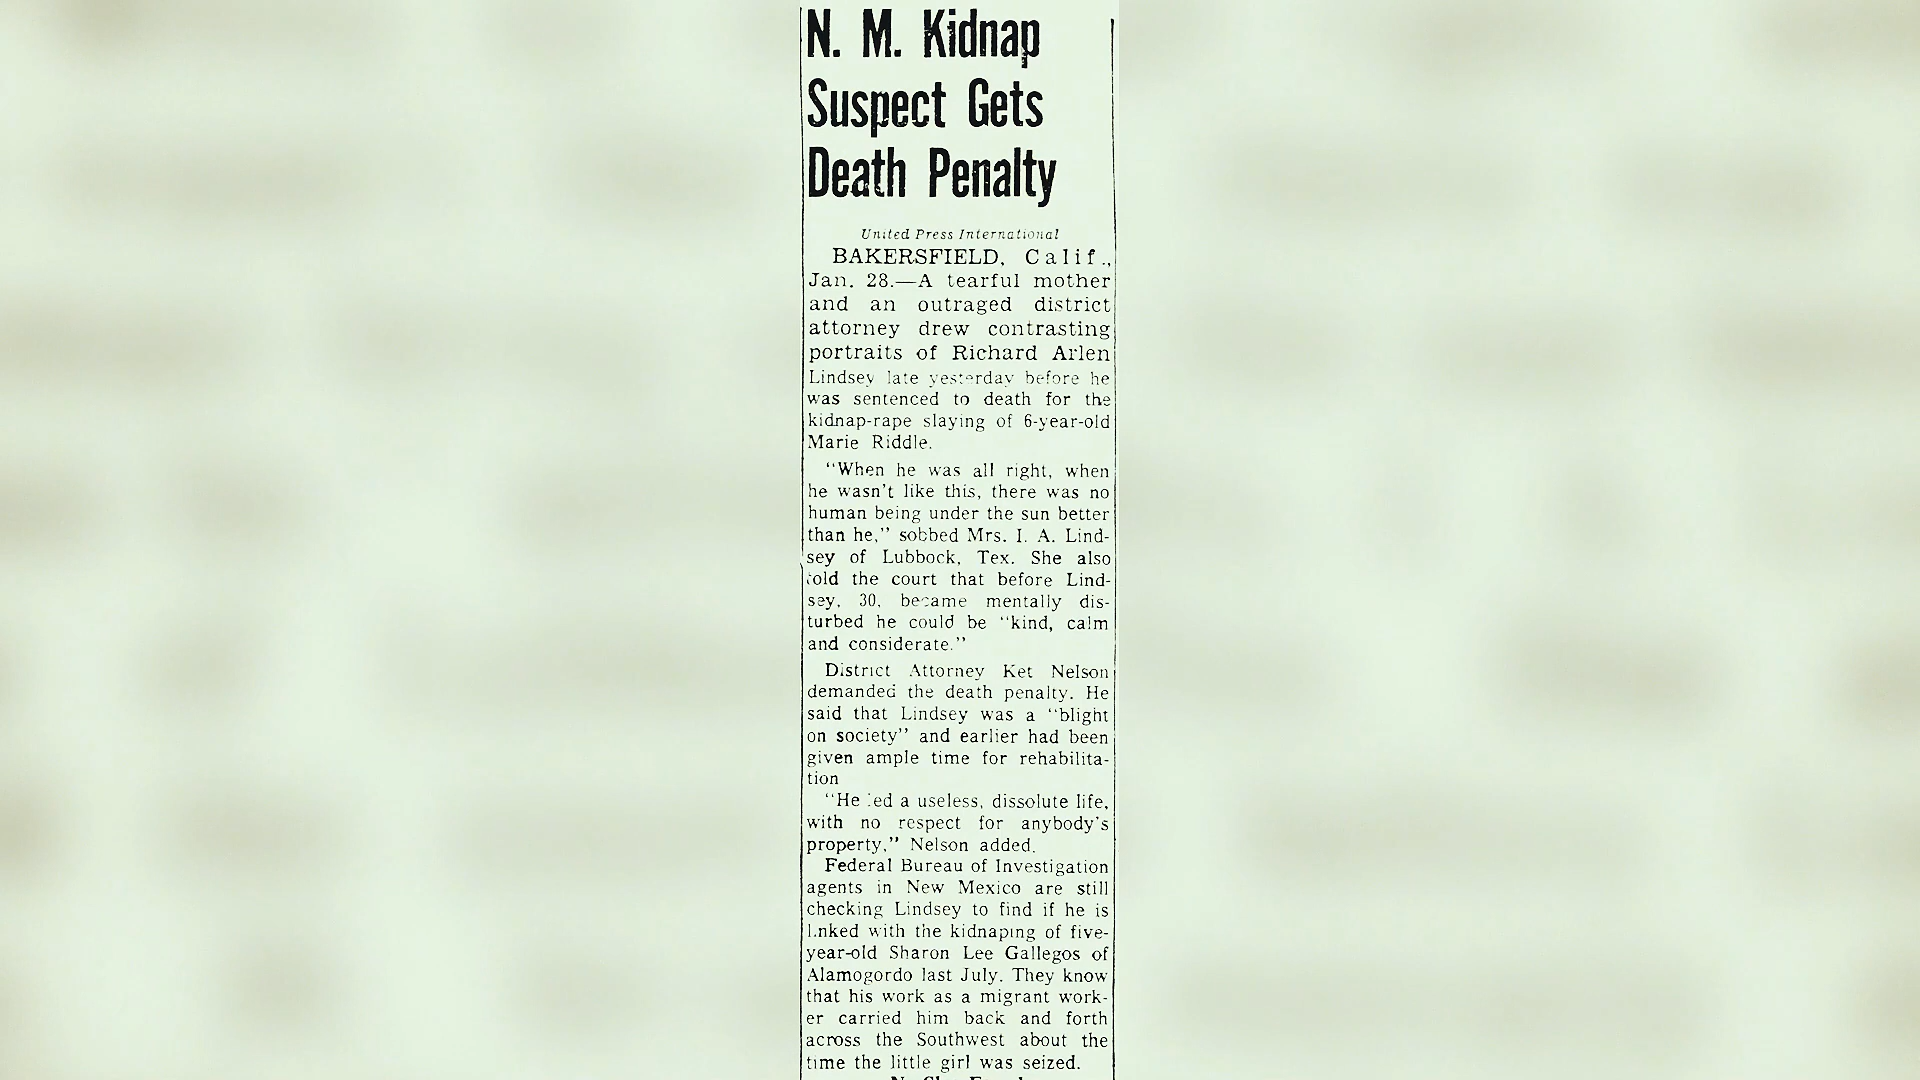 N. M. Kidnap
Suspect Gets
Death Penalty
United Press International
BAKERSFIELD, Calif.,
Jan. 28.—A tearful mother
and an outraged district
attorney drew contrasting
portraits of Richard Arlen
Lindsey late yesterday before he
was sentenced to death for the
kidnap-rape slaying of 6-year-old
Marie Riddle.
"When he was all right, when
he wasn't like this, there was no
human being under the sun better
than he," sobbed Mrs. I. A. Lind-
sey of Lubbock, Tex. She also
told the court that before Lind-
sey, 30, became mentally dis-
turbed he could be "kind, calm
and considerate."
District Attorney Ket Nelson
demanded the death penalty. He
said that Lindsey was a "blight
on society" and earlier had been
given ample time for rehabilita-
tion
"He led a useless, dissolute life,
with no respect for anybody's
property," Nelson added.
Federal Bureau of Investigation
agents in New Mexico are still
checking Lindsey to find if he is
linked with the kidnaping of five-
year-old Sharon Lee Gallegos of
Alamogordo last July. They know
that his work as a migrant work-
er carried him back and forth
across the Southwest about the
time the little girl was seized.